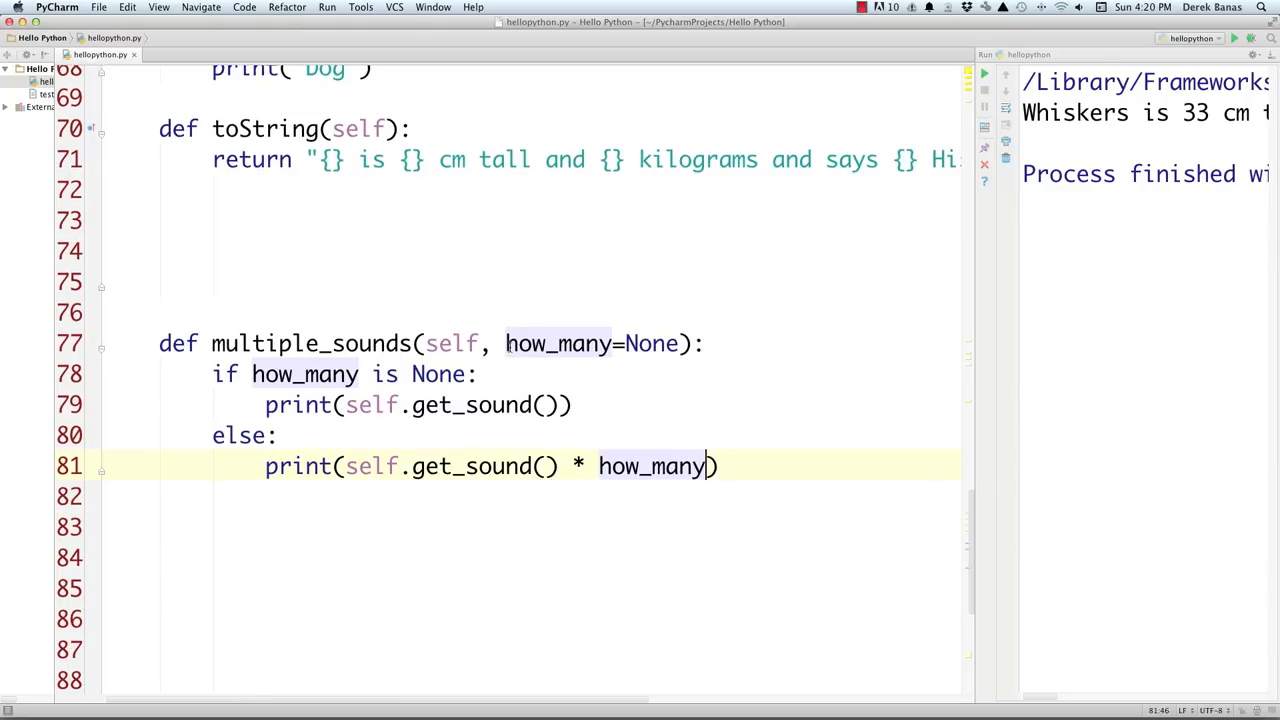 PyCharm File Edit View Navigate Code Refactor Run Tools VCS Window Help 10 Sun 4:20 PM Derek Banas
hellopython.py - Hello Python - [~/PycharmProjects/Hello Python]
Hello Python hellopython.py hellopython
hellopython.py Run hellopython
Hello P
hell
test
Extern
68 print("Dog")
69
70 def toString(self):
71 return "{} is {} cm tall and {} kilograms and says {} Hi
72
73
74
75
76
77 def multiple_sounds(self, how_many=None):
78 if how_many is None:
79 print(self.get_sound())
80 else:
81 print(self.get_sound() * how_many)
82
83
84
85
86
87
88
/Library/Frameworks
Whiskers is 33 cm t
Process finished wi
81:46 LF UTF-8